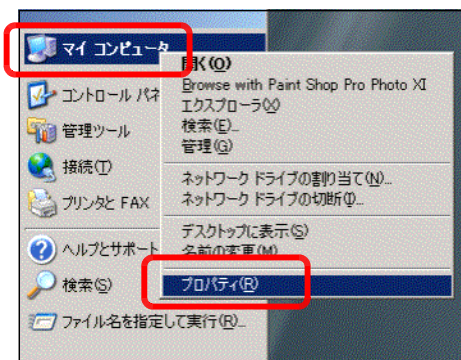 マイ コンピュータ
開く(O)
Browse with Paint Shop Pro Photo XI
エクスプローラ(X)
検索(E)...
管理(G)
ネットワーク ドライブの割り当て(N)...
ネットワーク ドライブの切断(I)...
デスクトップに表示(S)
名前の変更(M)
プロパティ(R)
コントロール パネ
管理ツール
接続(T)
プリンタと FAX
ヘルプとサポート
検索(S)
ファイル名を指定して実行(R)...